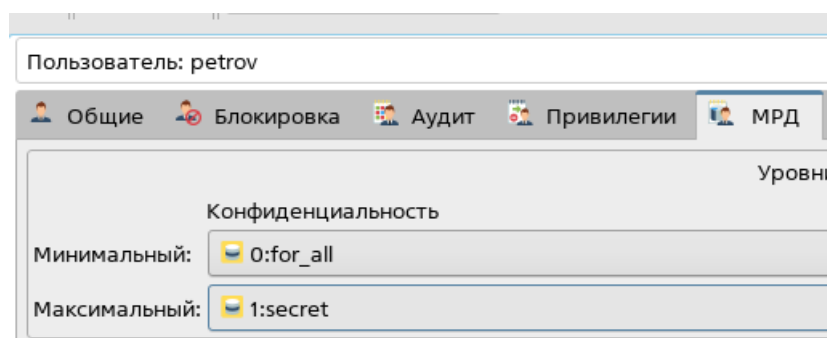 Пользователь: petrov
Общие Блокировка Аудит Привилегии МРД
Уровни
Конфиденциальность
Минимальный: 0:for_all
Максимальный: 1:secret